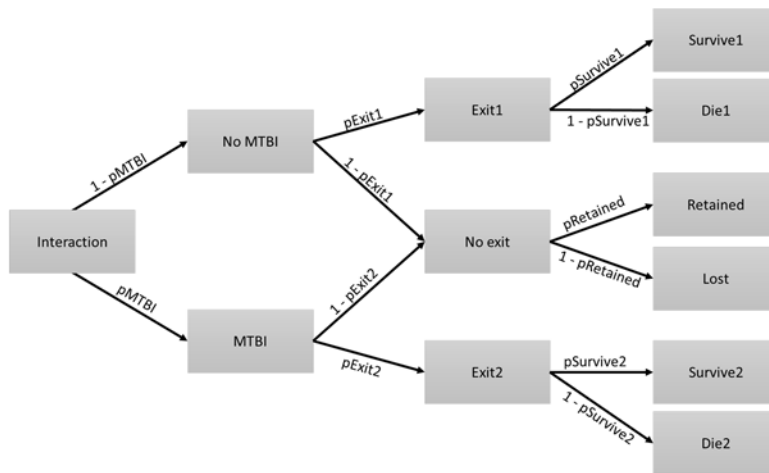 Survive1
pSurvive1
Exit1
Die1
pExit1
1 - pSurvive1
No MTBI
1 - pMTBI
1 - pExit1
Retained
pRetained
Interaction
No exit
1 - pRetained
Lost
pMTBI
1 - pExit2
MTBI
pExit2
pSurvive2
Exit2
Survive2
1 - pSurvive2
Die2